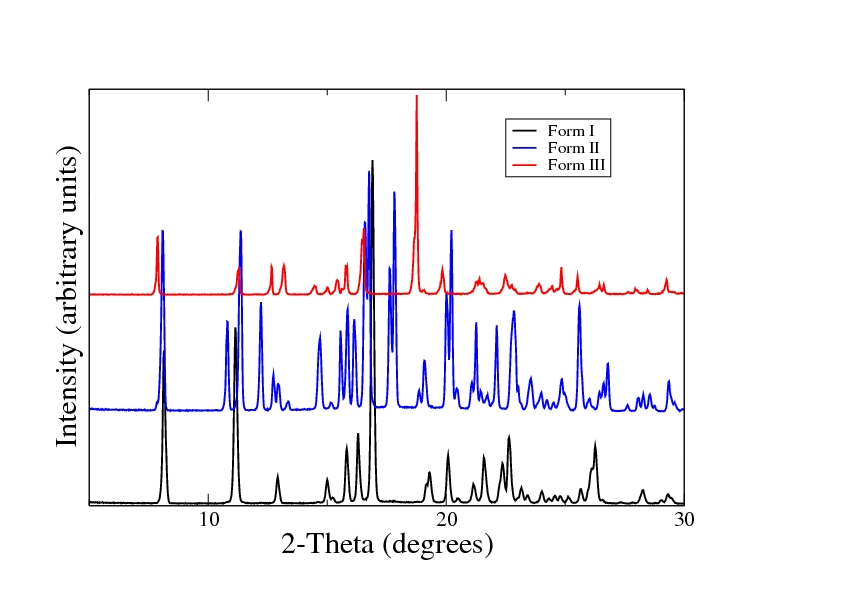 Form I
Form II
Form III
Intensity (arbitrary units)
10
20
30
2-Theta (degrees)